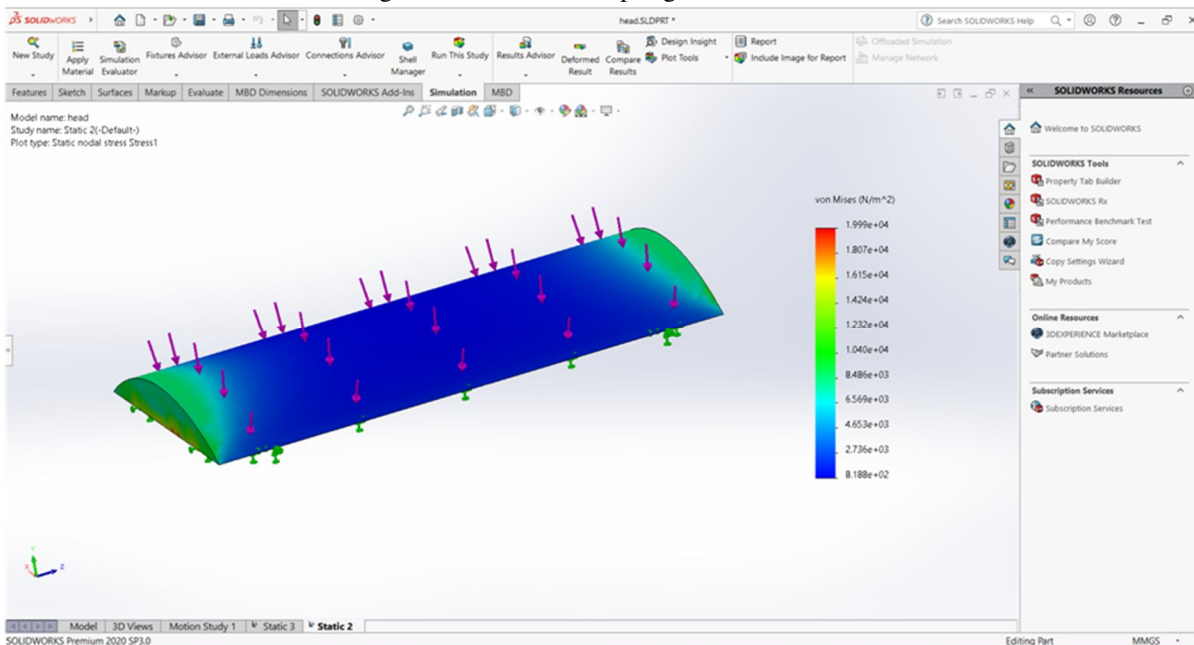 SOLIDWORKS
head.SLDPRT *
Search SOLIDWORKS Help
New Study
Apply Material
Simulation Evaluator
Fixtures Advisor
External Loads Advisor
Connections Advisor
Shell Manager
Run This Study
Results Advisor
Deformed Result
Compare Results
Design Insight
Plot Tools
Report
Include Image for Report
Offloaded Simulation
Manage Network
Features Sketch Surfaces Markup Evaluate MBD Dimensions SOLIDWORKS Add-Ins Simulation MBD
Model name: head
Study name: Static 2(-Default-)
Plot type: Static nodal stress Stress1
von Mises (N/m^2)
1.999e+04
1.807e+04
1.615e+04
1.424e+04
1.232e+04
1.040e+04
8.486e+03
6.569e+03
4.653e+03
2.736e+03
8.188e+02
Y
X
Z
SOLIDWORKS Resources
Welcome to SOLIDWORKS
SOLIDWORKS Tools
Property Tab Builder
SOLIDWORKS Rx
Performance Benchmark Test
Compare My Score
Copy Settings Wizard
My Products
Online Resources
3DEXPERIENCE Marketplace
Partner Solutions
Subscription Services
Subscription Services
Model 3D Views Motion Study 1 Static 3 Static 2
SOLIDWORKS Premium 2020 SP3.0
Editing Part
MMGS